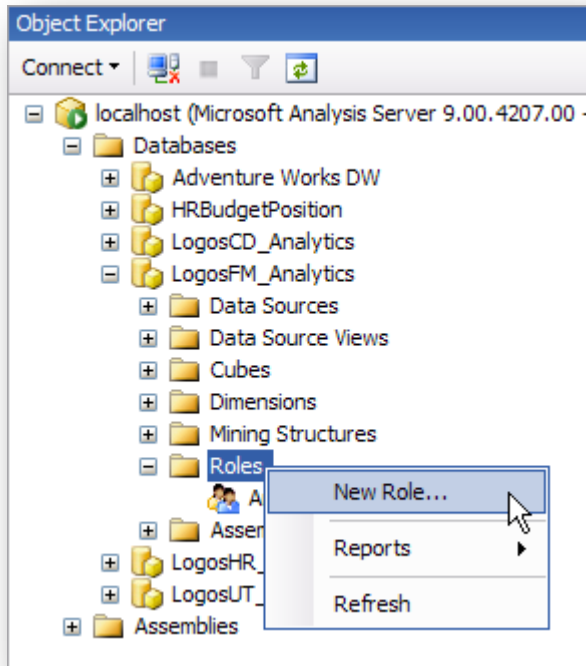 Object Explorer
Connect
localhost (Microsoft Analysis Server 9.00.4207.00 -
Databases
Adventure Works DW
HRBudgetPosition
LogosCD_Analytics
LogosFM_Analytics
Data Sources
Data Source Views
Cubes
Dimensions
Mining Structures
Roles
New Role...
Reports
LogosHR_
LogosUT_
Refresh
Assemblies